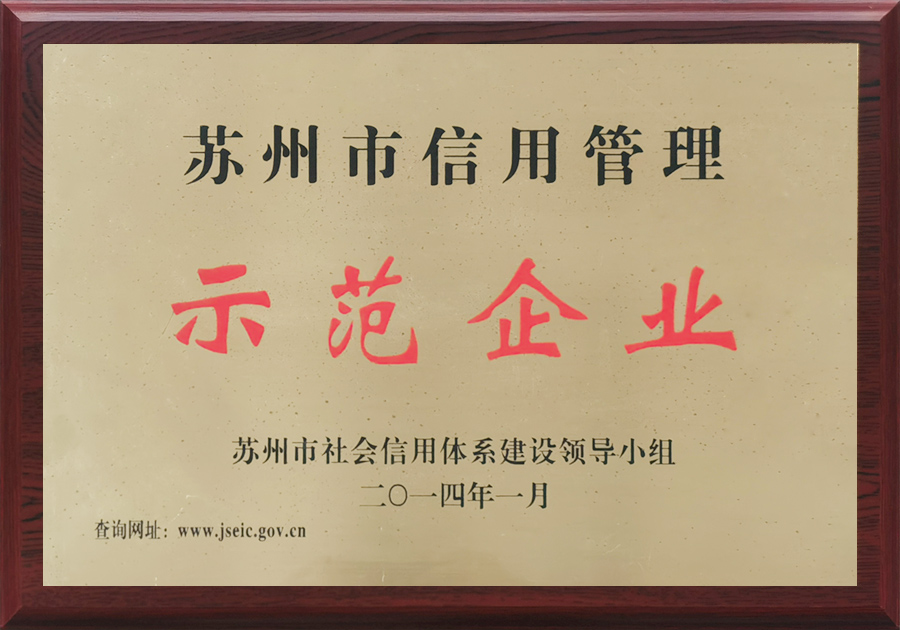 苏州市信用管理
示范企业
苏州市社会信用体系建设领导小组
二〇一四年一月
查询网址：www.jseic.gov.cn